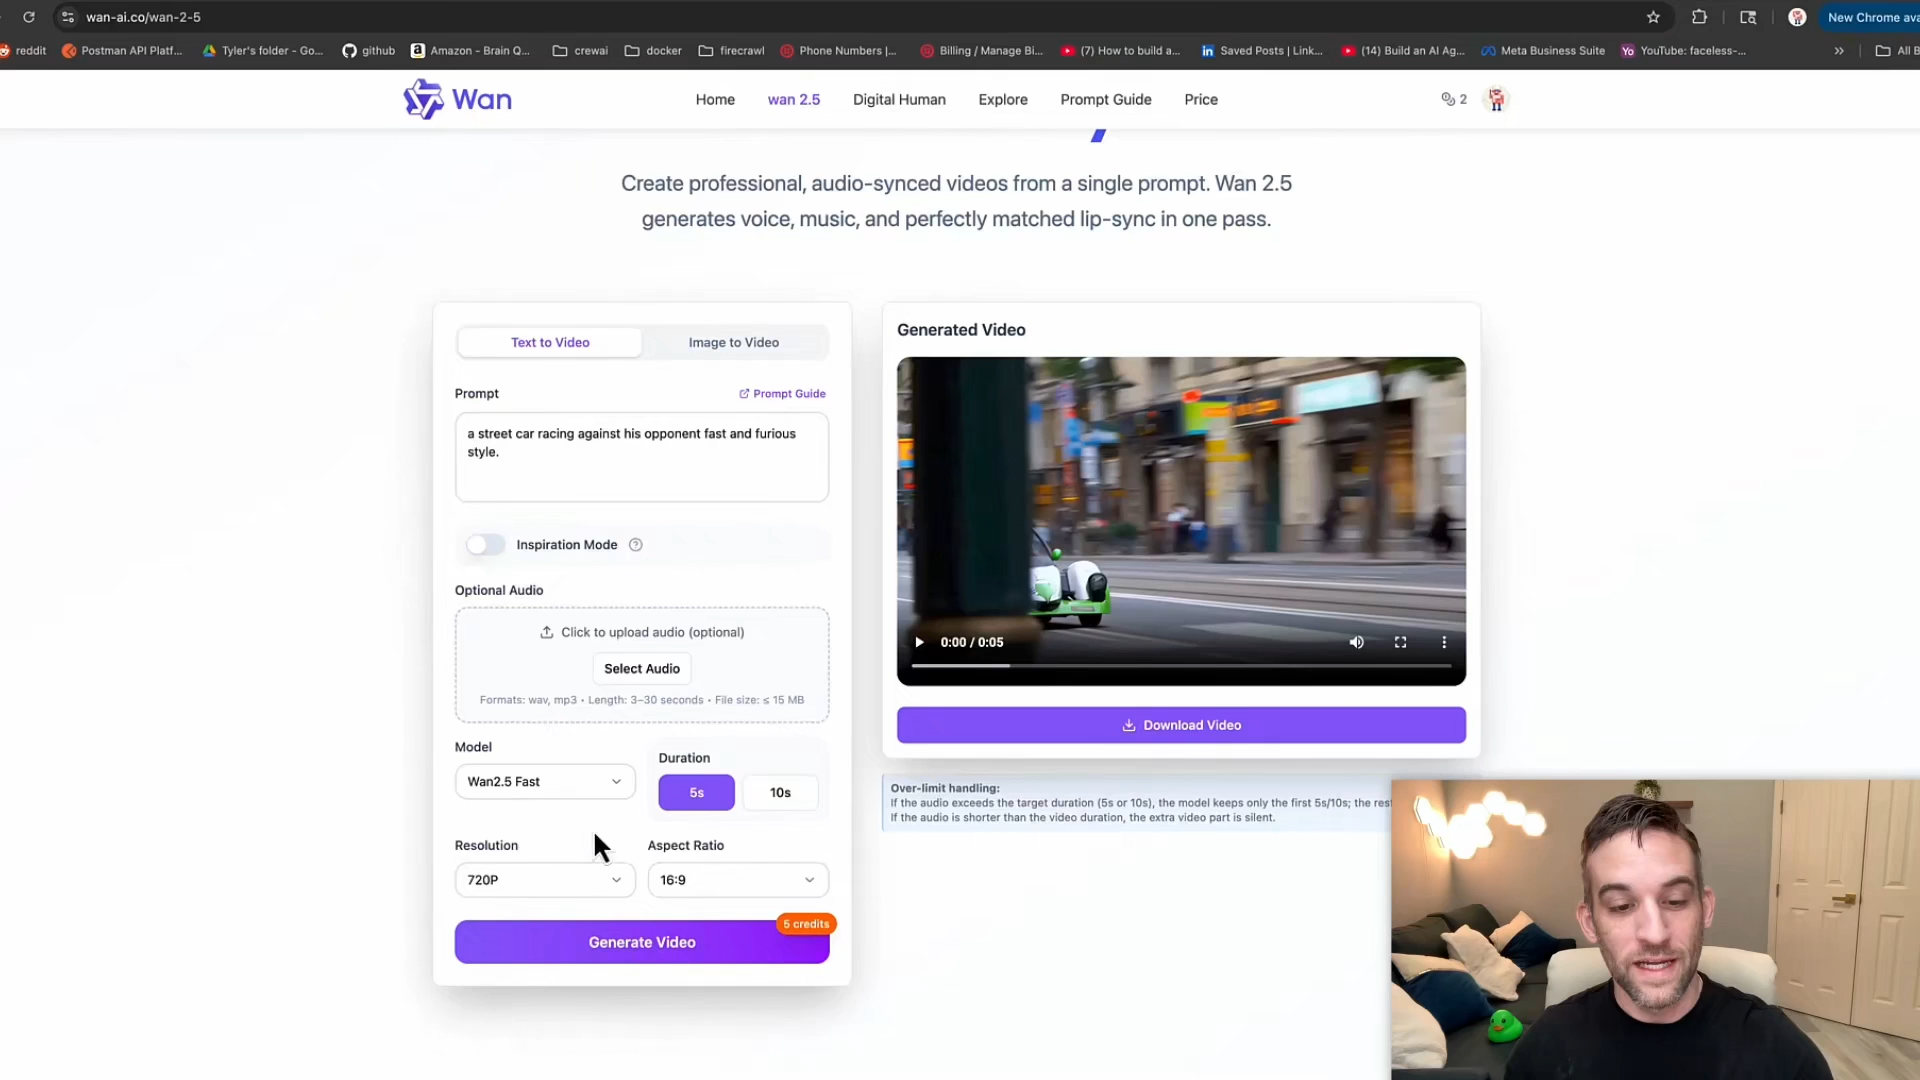 wan-ai.co/wan-2-5
New Chrome ava
reddit
Postman API Platf...
Tyler's folder - Go...
github
Amazon - Brain Q...
crewai
docker
firecrawl
Phone Numbers |...
Billing / Manage Bi...
(7) How to build a...
Saved Posts | Link...
(14) Build an AI Ag...
Meta Business Suite
YouTube: faceless-...
»
All B
Wan
Home
wan 2.5
Digital Human
Explore
Prompt Guide
Price
2
Create professional, audio-synced videos from a single prompt. Wan 2.5
generates voice, music, and perfectly matched lip-sync in one pass.
Text to Video
Image to Video
Prompt
Prompt Guide
a street car racing against his opponent fast and furious
style.
Inspiration Mode
Optional Audio
Click to upload audio (optional)
Select Audio
Formats: wav, mp3 • Length: 3–30 seconds • File size: ≤ 15 MB
Model
Wan2.5 Fast
Duration
5s
10s
Resolution
720P
Aspect Ratio
16:9
5 credits
Generate Video
Generated Video
0:00 / 0:05
Download Video
Over-limit handling:
If the audio exceeds the target duration (5s or 10s), the model keeps only the first 5s/10s; the rest
If the audio is shorter than the video duration, the extra video part is silent.